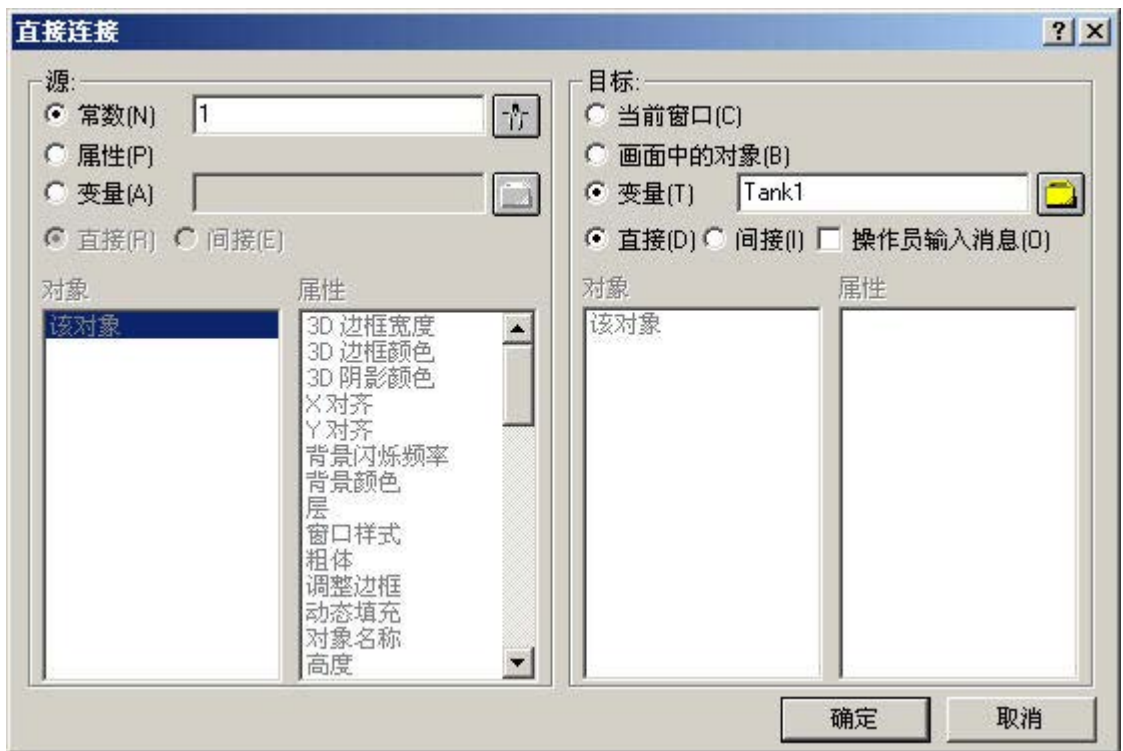 直接连接
源:
常数(N) 1
属性(P)
变量(A)
直接(R) 间接(E)
对象 属性
该对象
3D 边框宽度
3D 边框颜色
3D 阴影颜色
X 对齐
Y 对齐
背景闪烁频率
背景颜色
层
窗口样式
粗体
调整边框
动态填充
对象名称
高度
目标:
当前窗口(C)
画面中的对象(B)
变量(T) Tank1
直接(D) 间接(I) 操作员输入消息(O)
对象 属性
该对象
确定 取消